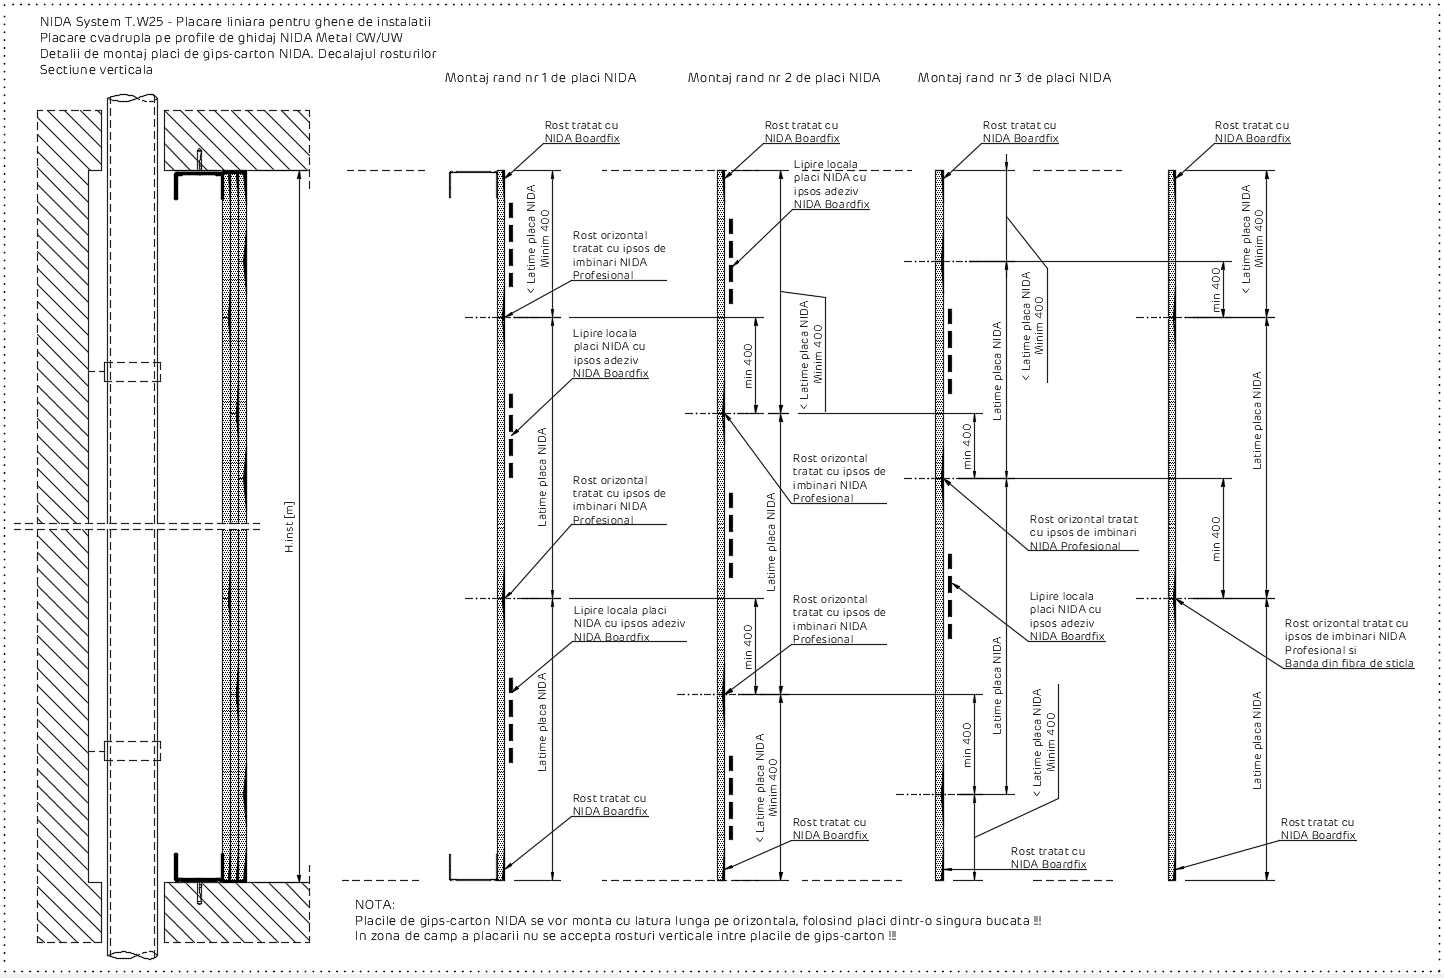 NIDA System T.W25 - Placare liniara pentru ghene de instalatii
Placare cvadrupla pe profile de ghidaj NIDA Metal CW/UW
Detalii de montaj placi de gips-carton NIDA. Decalajul rosturilor
Sectiune verticala
Montaj rand nr 1 de placi NIDA
Montaj rand nr 2 de placi NIDA
Montaj rand nr 3 de placi NIDA
H.inst [m]
Rost tratat cu
NIDA Boardfix
< Latime placa NIDA
Minim 400
Rost orizontal
tratat cu ipsos de
imbinari NIDA
Profesional
Lipire locala
placi NIDA cu
ipsos adeziv
NIDA Boardfix
Latime placa NIDA
Rost orizontal
tratat cu ipsos de
imbinari NIDA
Profesional
Lipire locala placi
NIDA cu ipsos adeziv
NIDA Boardfix
Latime placa NIDA
Rost tratat cu
NIDA Boardfix
Rost tratat cu
NIDA Boardfix
Lipire locala
placi NIDA cu
ipsos adeziv
NIDA Boardfix
< Latime placa NIDA
Minim 400
min 400
Rost orizontal
tratat cu ipsos de
imbinari NIDA
Profesional
Latime placa NIDA
Rost orizontal
tratat cu ipsos de
imbinari NIDA
Profesional
min 400
< Latime placa NIDA
Minim 400
Rost tratat cu
NIDA Boardfix
Rost tratat cu
NIDA Boardfix
< Latime placa NIDA
Minim 400
Latime placa NIDA
min 400
Rost orizontal tratat
cu ipsos de imbinari
NIDA Profesional
Lipire locala
placi NIDA cu
ipsos adeziv
NIDA Boardfix
Latime placa NIDA
min 400
< Latime placa NIDA
Minim 400
Rost tratat cu
NIDA Boardfix
Rost tratat cu
NIDA Boardfix
< Latime placa NIDA
Minim 400
min 400
Latime placa NIDA
min 400
Rost orizontal tratat cu
ipsos de imbinari NIDA
Profesional si
Banda din fibra de sticla
Latime placa NIDA
Rost tratat cu
NIDA Boardfix
NOTA:
Placile de gips-carton NIDA se vor monta cu latura lunga pe orizontala, folosind placi dintr-o singura bucata !!!
In zona de camp a placarii nu se accepta rosturi verticale intre placile de gips-carton !!!